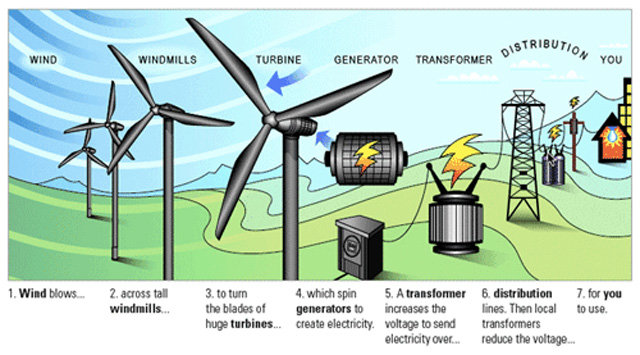 WIND
WINDMILLS
TURBINE
GENERATOR
TRANSFORMER
DISTRIBUTION
YOU
1. Wind blows...
2. across tall
windmills...
3. to turn
the blades of
huge turbines...
4. which spin
generators to
create electricity.
5. A transformer
increases the
voltage to send
electricity over...
6. distribution
lines. Then local
transformers
reduce the voltage...
7. for you
to use.